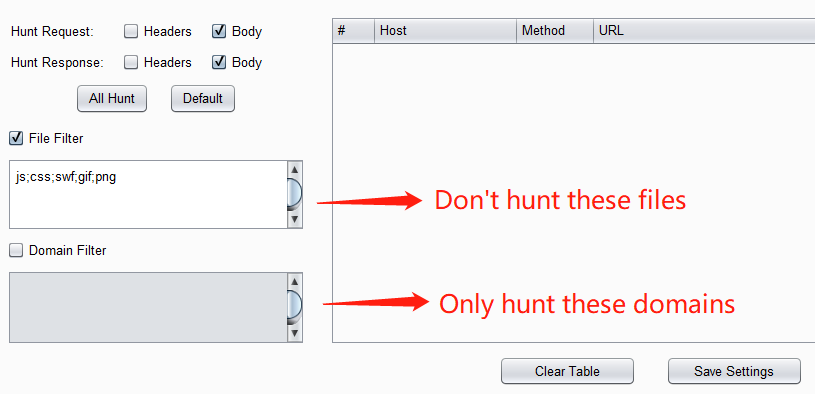 Hunt Request: Headers Body
Hunt Response: Headers Body
All Hunt Default
File Filter
js;css;swf;gif;png
Domain Filter
# Host Method URL
Don't hunt these files
Only hunt these domains
Clear Table Save Settings